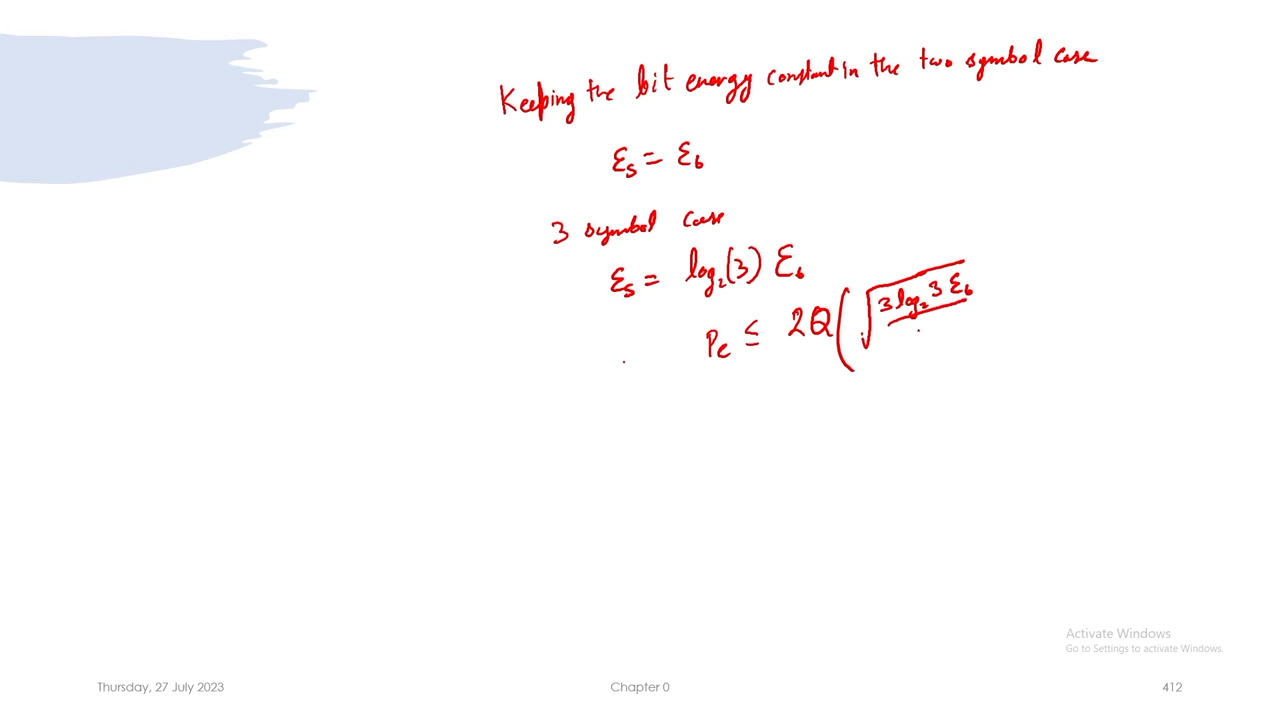 Keeping the bit energy constant in the two symbol case
Es = Eb
3 symbol case
Es = log₂(3) Eb
Pe ≤ 2Q(√3 log₂ 3 Eb
Activate Windows
Go to Settings to activate Windows.
Thursday, 27 July 2023
Chapter 0
412